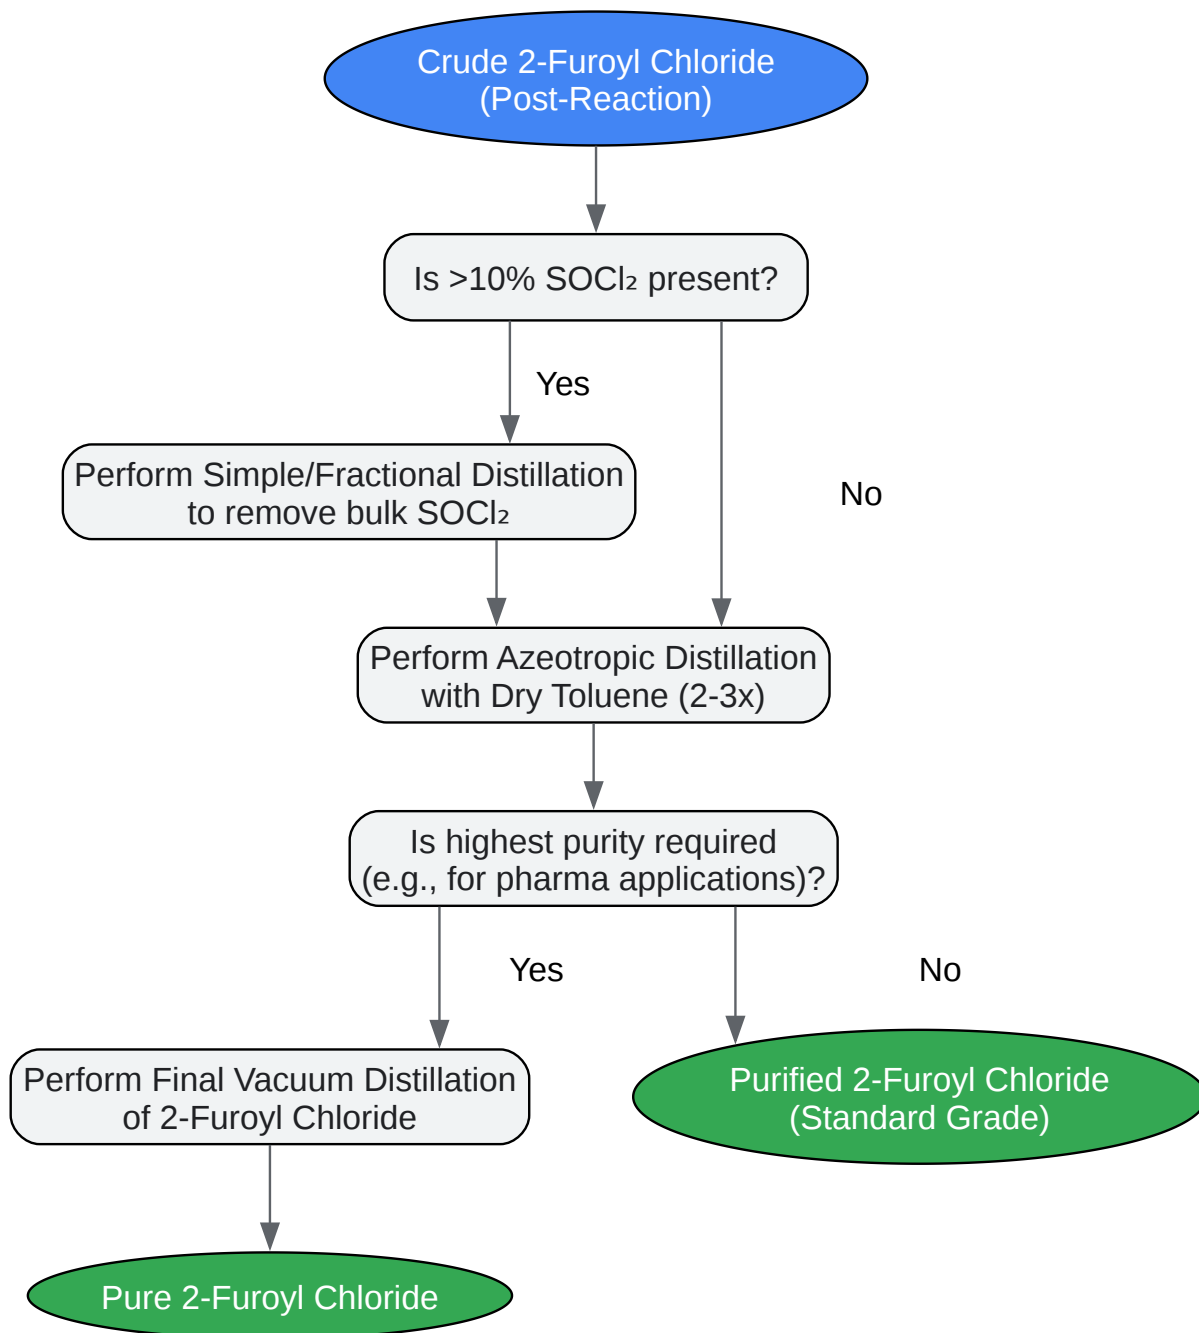 Crude 2-Furoyl Chloride
(Post-Reaction)
Is >10% SOCl₂ present?
Yes
Perform Simple/Fractional Distillation
to remove bulk SOCl₂
No
Perform Azeotropic Distillation
with Dry Toluene (2-3x)
Is highest purity required
(e.g., for pharma applications)?
Yes
No
Perform Final Vacuum Distillation
of 2-Furoyl Chloride
Purified 2-Furoyl Chloride
(Standard Grade)
Pure 2-Furoyl Chloride